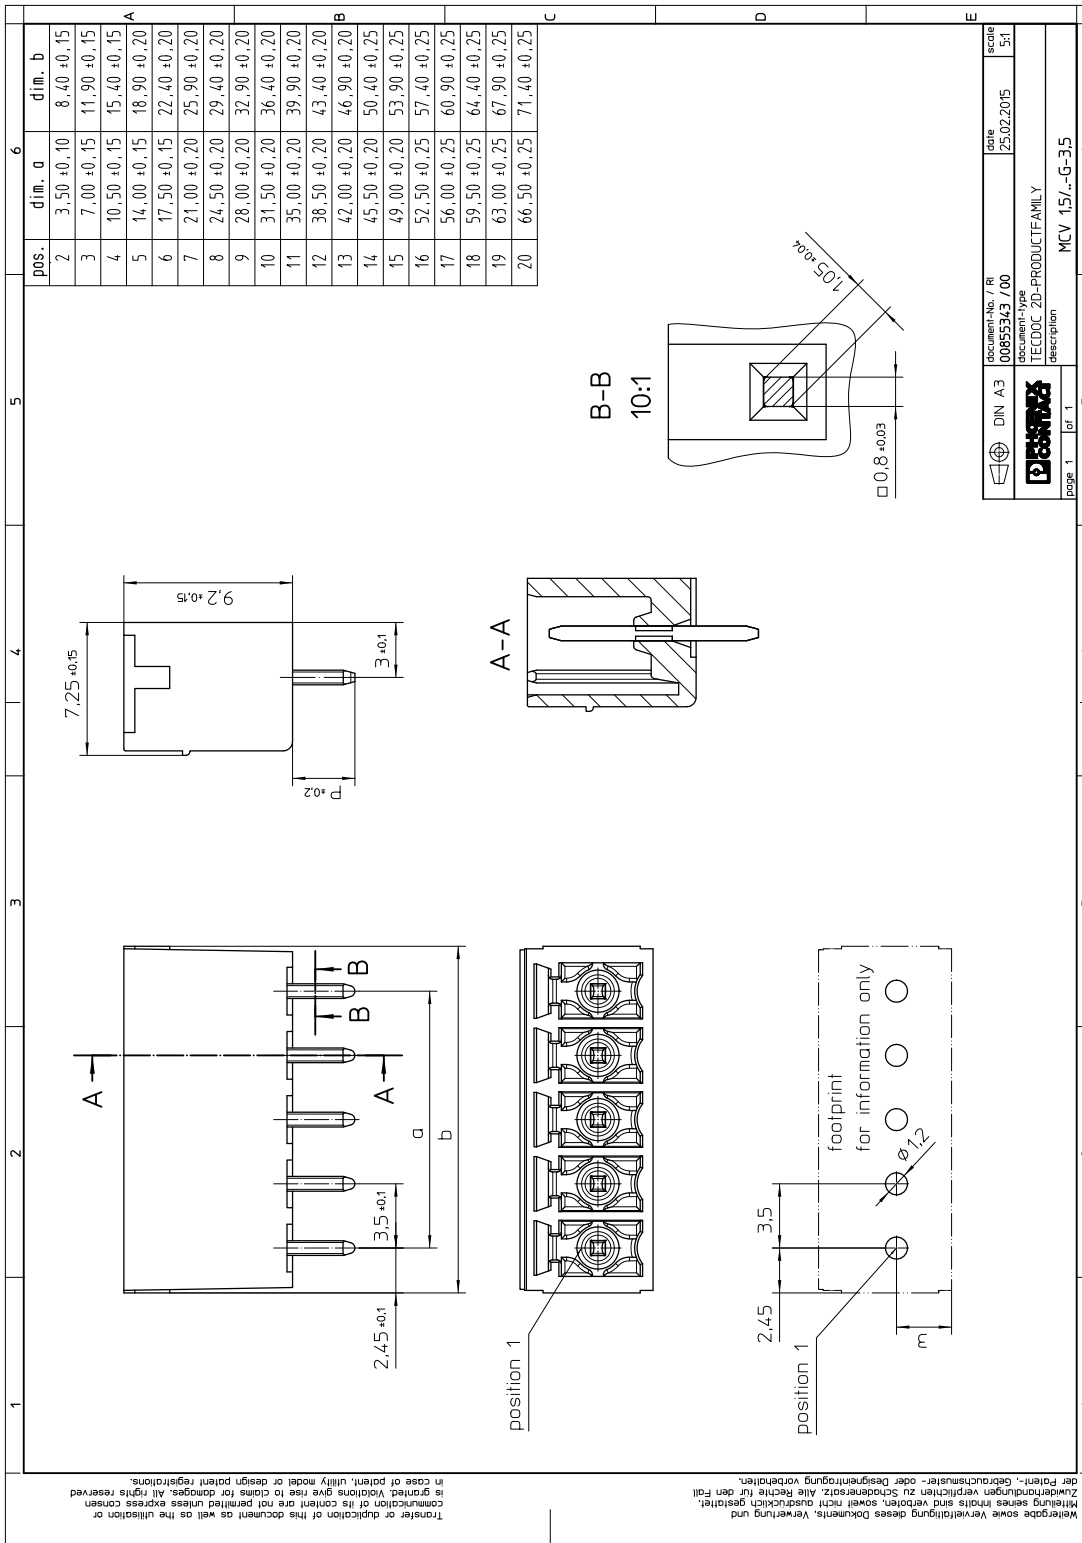 1
2
3
4
5
6
A
B
C
D
E
pos. dim. a dim. b
2 3,50 ±0,10 8,40 ±0,15
3 7,00 ±0,15 11,90 ±0,15
4 10,50 ±0,15 15,40 ±0,15
5 14,00 ±0,15 18,90 ±0,20
6 17,50 ±0,15 22,40 ±0,20
7 21,00 ±0,20 25,90 ±0,20
8 24,50 ±0,20 29,40 ±0,20
9 28,00 ±0,20 32,90 ±0,20
10 31,50 ±0,20 36,40 ±0,20
11 35,00 ±0,20 39,90 ±0,20
12 38,50 ±0,20 43,40 ±0,20
13 42,00 ±0,20 46,90 ±0,20
14 45,50 ±0,20 50,40 ±0,25
15 49,00 ±0,20 53,90 ±0,25
16 52,50 ±0,25 57,40 ±0,25
17 56,00 ±0,25 60,90 ±0,25
18 59,50 ±0,25 64,40 ±0,25
19 63,00 ±0,25 67,90 ±0,25
20 66,50 ±0,25 71,40 ±0,25
A
A
B
B
2,45 ±0,1
3,5 ±0,1
a
b
7,25 ±0,15
9,2 ±0,15
3 ±0,1
P ±0,2
position 1
A-A
B-B
10:1
1,05 ±0,04
□ 0,8 ±0,03
footprint
for information only
2,45
3,5
Ø 1,2
3
position 1
DIN A3
document-No. / RI
00855343 / 00
date
25.02.2015
scale
5:1
document-type
TECDOC 2D-PRODUCTFAMILY
description
MCV 1,5/..-G-3,5
PHOENIX
CONTACT
page 1 of 1
Transfer or duplication of this document as well as the utilisation or
communication of its content are not permitted unless express consen
is granted. Violations give rise to claims for damages. All rights reserved
in case of patent, utility model or design patent registrations.
Weitergabe sowie Vervielfältigung dieses Dokuments, Verwertung und
Mitteilung seines Inhalts sind verboten, soweit nicht ausdrücklich gestattet.
Zuwiderhandlungen verpflichten zu Schadenersatz. Alle Rechte für den Fall
der Patent-, Gebrauchsmuster- oder Designeintragung vorbehalten.